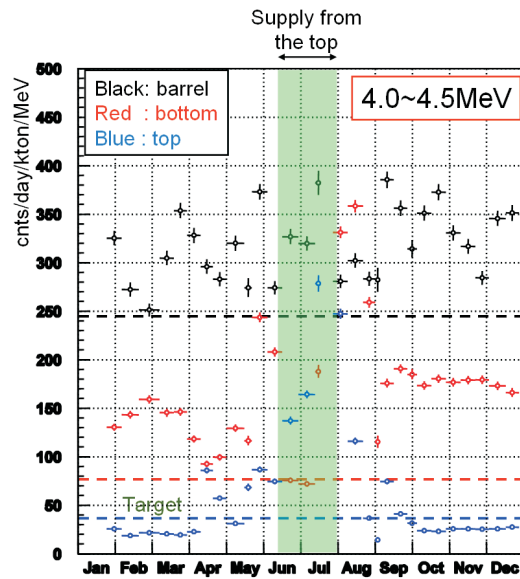 Supply from
the top
cnts/day/kton/MeV
500
450
400
350
300
250
200
150
100
50
0
Black: barrel
Red : bottom
Blue : top
4.0~4.5MeV
Target
Jan Feb Mar Apr May Jun Jul Aug Sep Oct Nov Dec